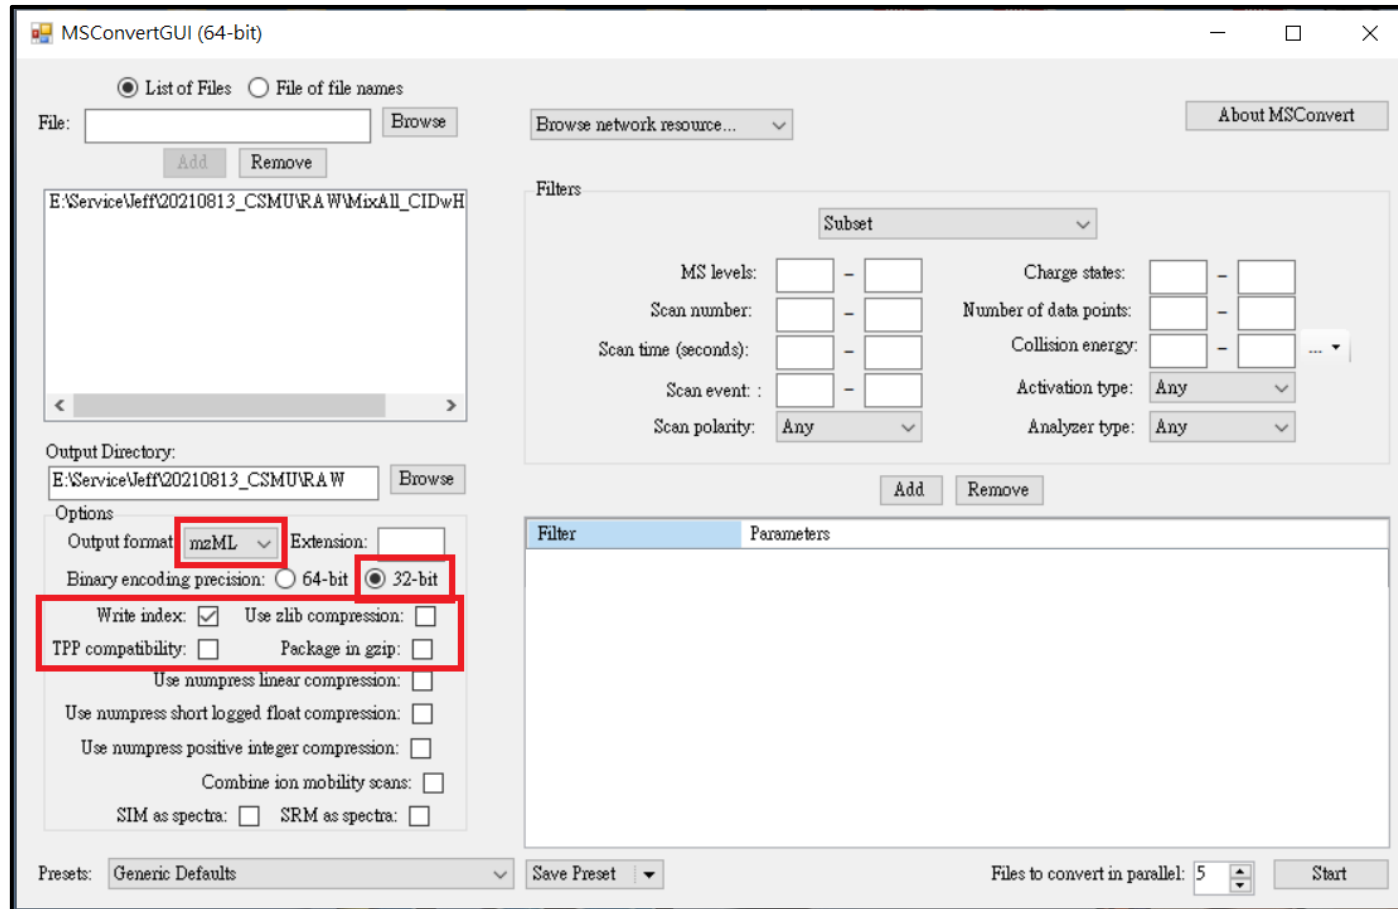 MSConvertGUI (64-bit)
List of Files File of file names
File: Browse
Add Remove
E:\Service\Jeff\20210813_CSMU\RAW\MixAll_CIDwH
Output Directory:
E:\Service\Jeff\20210813_CSMU\RAW Browse
Options
Output format mzML Extension:
Binary encoding precision: 64-bit 32-bit
Write index: Use zlib compression:
TPP compatibility: Package in gzip:
Use numpress linear compression:
Use numpress short logged float compression:
Use numpress positive integer compression:
Combine ion mobility scans:
SIM as spectra: SRM as spectra:
Presets: Generic Defaults Save Preset
Browse network resource... About MSConvert
Filters
Subset
MS levels: – Charge states: –
Scan number: – Number of data points: –
Scan time (seconds): – Collision energy: – ...
Scan event: : – Activation type: Any
Scan polarity: Any Analyzer type: Any
Add Remove
Filter Parameters
Files to convert in parallel: 5 Start